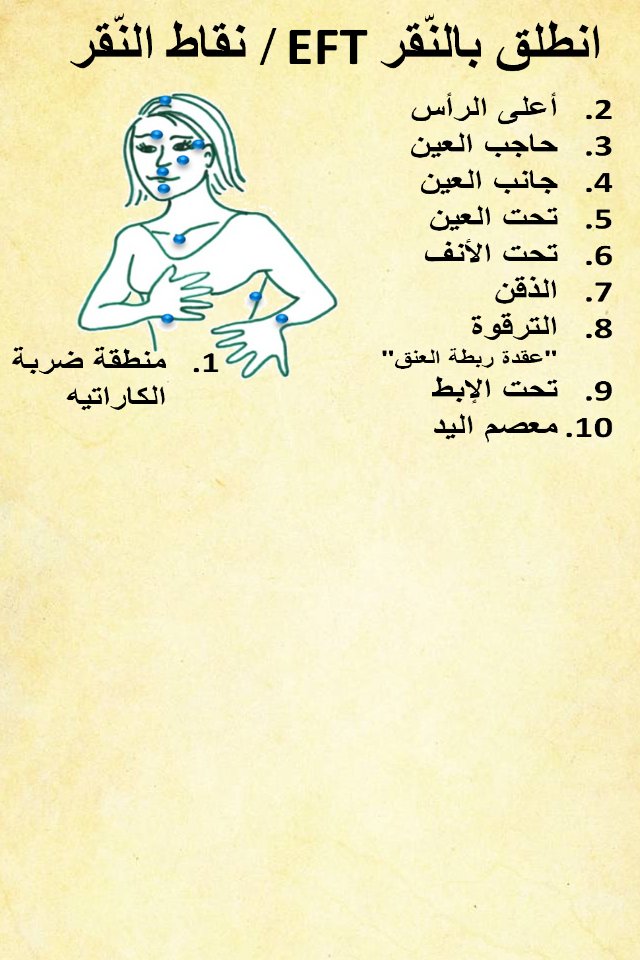 انطلق بالنّقر EFT / نقاط النّقر
2. أعلى الرأس
3. حاجب العين
4. جانب العين
5. تحت العين
6. تحت الأنف
7. الذقن
8. الترقوة
"عقدة ربطة العنق"
9. تحت الإبط
10. معصم اليد
1. منطقة ضربة
الكاراتيه